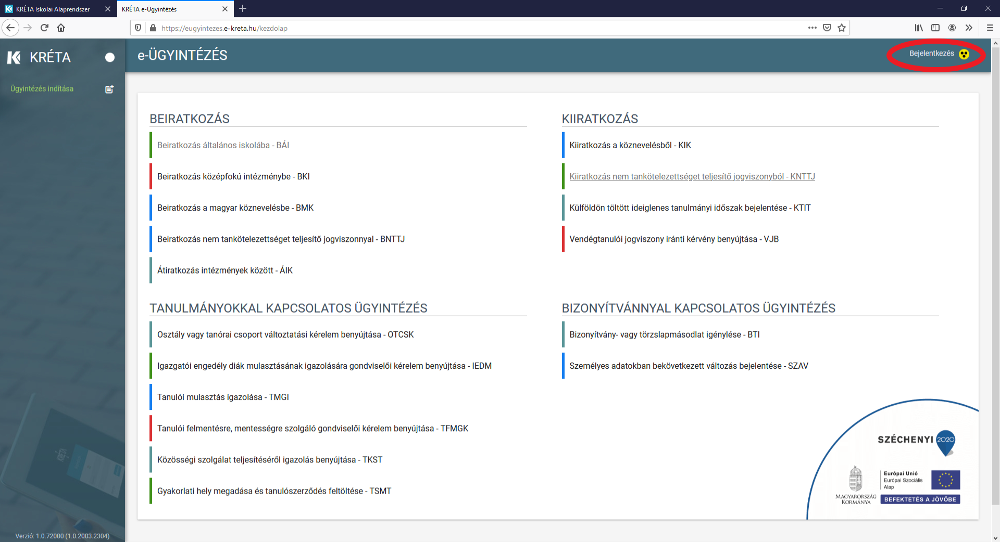 KRÉTA Iskolai Alaprendszer
KRÉTA e-Ügyintézés
https://eugyintezes.e-kreta.hu/kezdolap
KRÉTA
e-ÜGYINTÉZÉS
Bejelentkezés
Ügyintézés indítása
BEIRATKOZÁS
Beiratkozás általános iskolába - BÁI
Beiratkozás középfokú intézménybe - BKI
Beiratkozás a magyar köznevelésbe - BMK
Beiratkozás nem tankötelezettséget teljesítő jogviszonnyal - BNTTJ
Átiratkozás intézmények között - ÁIK
KIIRATKOZÁS
Kiiratkozás a köznevelésből - KIK
Kiiratkozás nem tankötelezettséget teljesítő jogviszonyból - KNTTJ
Külföldön töltött ideiglenes tanulmányi időszak bejelentése - KTIT
Vendégtanulói jogviszony iránti kérvény benyújtása - VJB
TANULMÁNYOKKAL KAPCSOLATOS ÜGYINTÉZÉS
Osztály vagy tanórai csoport változtatási kérelem benyújtása - OTCSK
Igazgatói engedély diák mulasztásának igazolására gondviselői kérelem benyújtása - IEDM
Tanulói mulasztás igazolása - TMGI
Tanulói felmentésre, mentességre szolgáló gondviselői kérelem benyújtása - TFMGK
Közösségi szolgálat teljesítéséről igazolás benyújtása - TKST
Gyakorlati hely megadása és tanulószerződés feltöltése - TSMT
BIZONYÍTVÁNNYAL KAPCSOLATOS ÜGYINTÉZÉS
Bizonyítvány- vagy törzslapmásodlat igénylése - BTI
Személyes adatokban bekövetkezett változás bejelentése - SZAV
SZÉCHENYI 2020
Magyarország
Kormánya
Európai Unió
Európai Szociális
Alap
BEFEKTETÉS A JÖVŐBE
Verzió: 1.0.72000 (1.0.2003.2304)